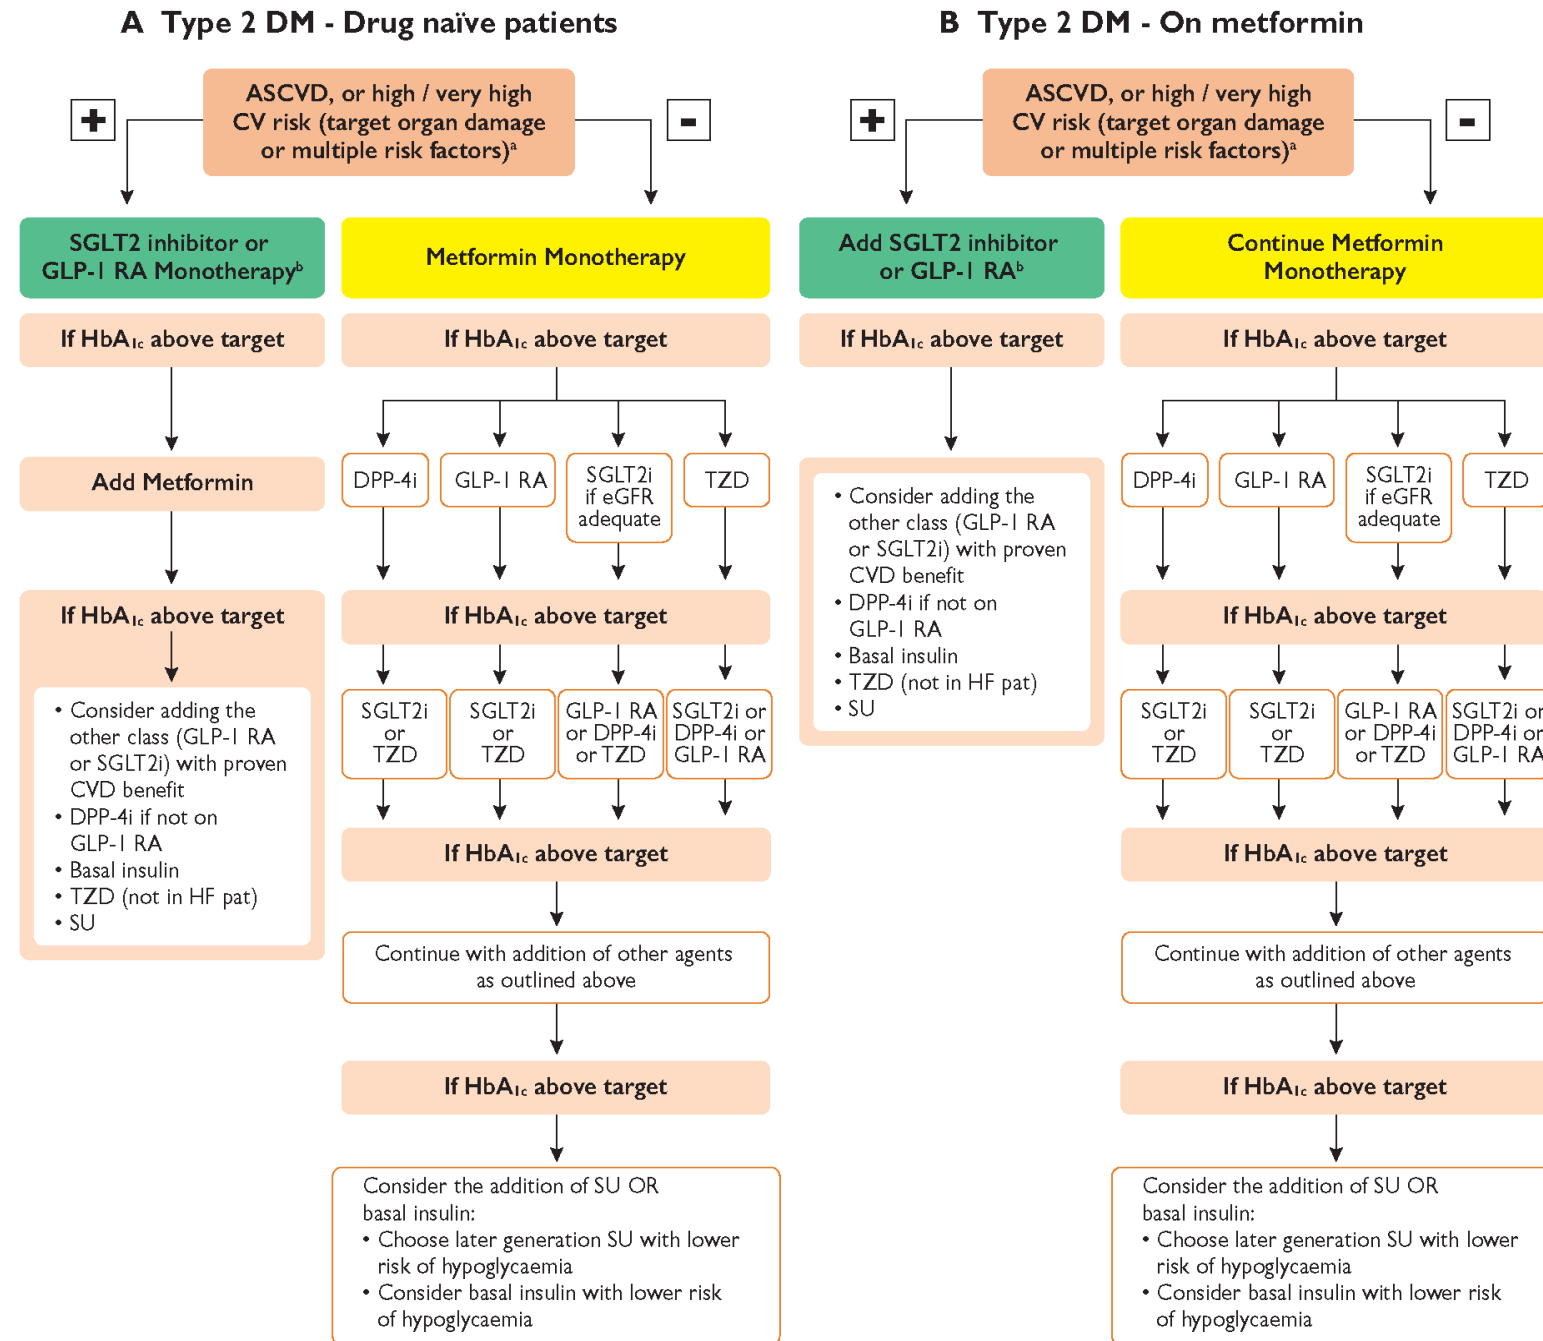 A Type 2 DM - Drug naïve patients
ASCVD, or high / very high
CV risk (target organ damage
or multiple risk factors)ᵃ
+
-
SGLT2 inhibitor or
GLP-1 RA Monotherapyᵇ
If HbA₁c above target
Add Metformin
If HbA₁c above target
• Consider adding the
other class (GLP-1 RA
or SGLT2i) with proven
CVD benefit
• DPP-4i if not on
GLP-1 RA
• Basal insulin
• TZD (not in HF pat)
• SU
Metformin Monotherapy
If HbA₁c above target
DPP-4i
GLP-1 RA
SGLT2i
if eGFR
adequate
TZD
If HbA₁c above target
SGLT2i
or
TZD
SGLT2i
or
TZD
GLP-1 RA
or DPP-4i
or TZD
SGLT2i or
DPP-4i or
GLP-1 RA
If HbA₁c above target
Continue with addition of other agents
as outlined above
If HbA₁c above target
Consider the addition of SU OR
basal insulin:
• Choose later generation SU with lower
risk of hypoglycaemia
• Consider basal insulin with lower risk
of hypoglycaemia
B Type 2 DM - On metformin
ASCVD, or high / very high
CV risk (target organ damage
or multiple risk factors)ᵃ
+
-
Add SGLT2 inhibitor
or GLP-1 RAᵇ
If HbA₁c above target
• Consider adding the
other class (GLP-1 RA
or SGLT2i) with proven
CVD benefit
• DPP-4i if not on
GLP-1 RA
• Basal insulin
• TZD (not in HF pat)
• SU
Continue Metformin
Monotherapy
If HbA₁c above target
DPP-4i
GLP-1 RA
SGLT2i
if eGFR
adequate
TZD
If HbA₁c above target
SGLT2i
or
TZD
SGLT2i
or
TZD
GLP-1 RA
or DPP-4i
or TZD
SGLT2i or
DPP-4i or
GLP-1 RA
If HbA₁c above target
Continue with addition of other agents
as outlined above
If HbA₁c above target
Consider the addition of SU OR
basal insulin:
• Choose later generation SU with lower
risk of hypoglycaemia
• Consider basal insulin with lower risk
of hypoglycaemia